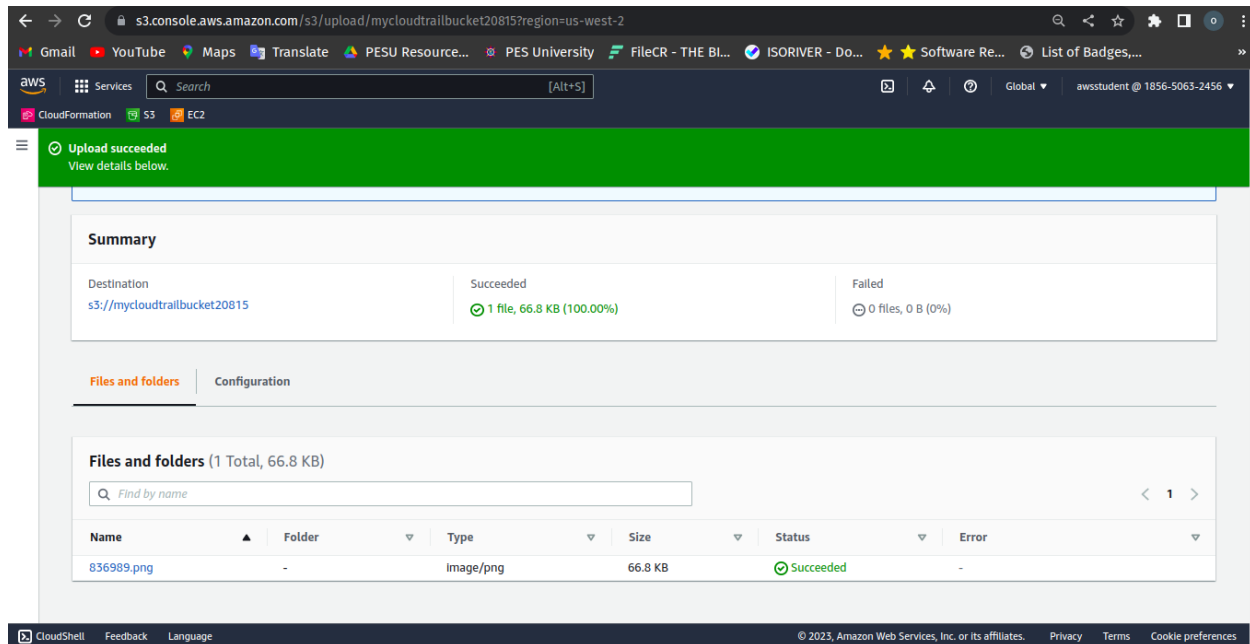 s3.console.aws.amazon.com/s3/upload/mycloudtrailbucket20815?region=us-west-2
Gmail YouTube Maps Translate PESU Resource... PES University FileCR - THE BI... ISORIVER - Do... Software Re... List of Badges,... »
aws Services Search [Alt+S] Global awsstudent @ 1856-5063-2456
CloudFormation S3 EC2
Upload succeeded
View details below.
Summary
Destination Succeeded Failed
s3://mycloudtrailbucket20815 1 file, 66.8 KB (100.00%) 0 files, 0 B (0%)
Files and folders Configuration
Files and folders (1 Total, 66.8 KB)
Find by name 1
Name Folder Type Size Status Error
836989.png - image/png 66.8 KB Succeeded -
CloudShell Feedback Language © 2023, Amazon Web Services, Inc. or its affiliates. Privacy Terms Cookie preferences